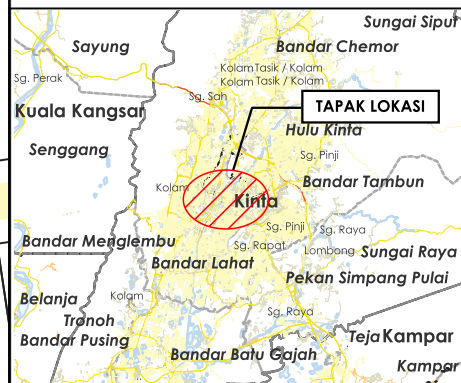 Sungai Siput
Sayung
Bandar Chemor
Kolam Tasik / Kolam
Kolam Tasik / Kolam
Sg. Perak
Sg. Sah
TAPAK LOKASI
Kuala Kangsar
Hulu Kinta
Senggang
Sg. Pinji
Kolam
Bandar Tambun
Kinta
Sg. Pinji
Sg. Raya
Bandar Menglembu
Sg. Rapat
Lombong
Sungai Raya
Bandar Lahat
Pekan Simpang Pulai
Belanja
Kolam
Sg. Raya
Tronoh
Teja
Kampar
Bandar Pusing
Bandar Batu Gajah
Kampar